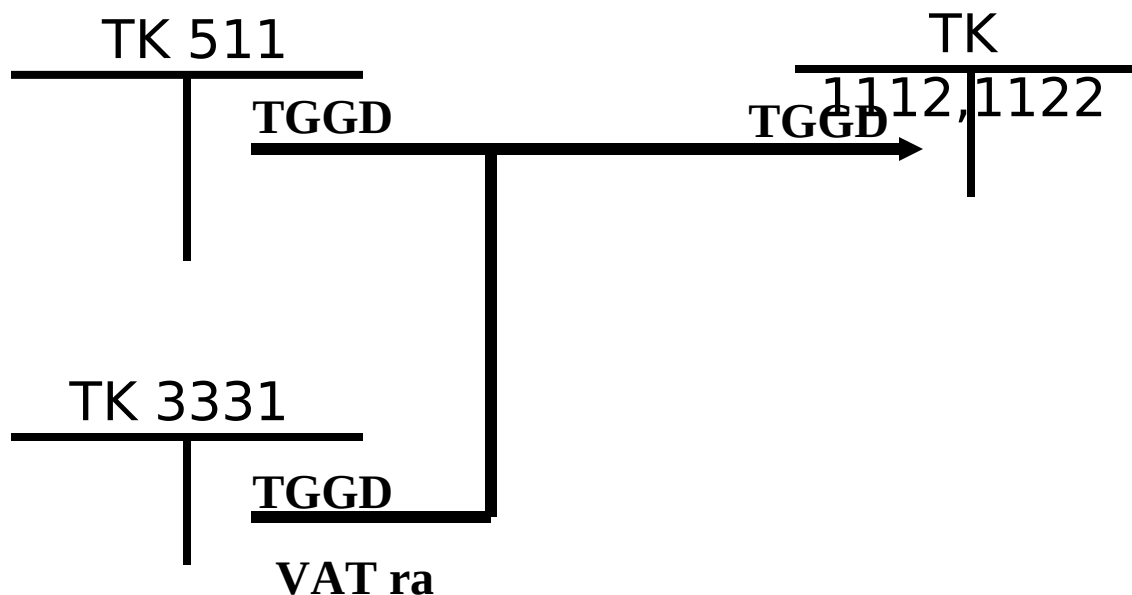 TK 511
TK
1112,1122
TGGD
TGGD
TK 3331
TGGD
VAT ra